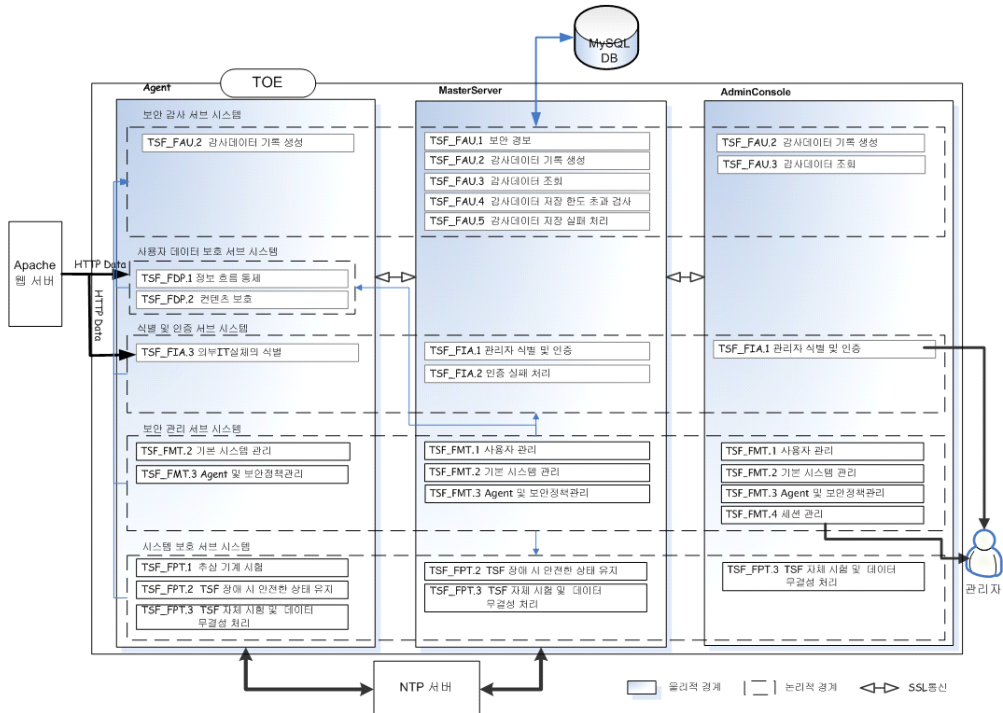 MySQL
DB
TOE
Agent
MasterServer
AdminConsole
보안 감사 서브 시스템
TSF_FAU.2 감사데이터 기록 생성
TSF_FAU.1 보안 경보
TSF_FAU.2 감사데이터 기록 생성
TSF_FAU.3 감사데이터 조회
TSF_FAU.4 감사데이터 저장 한도 초과 검사
TSF_FAU.5 감사데이터 저장 실패 처리
TSF_FAU.2 감사데이터 기록 생성
TSF_FAU.3 감사데이터 조회
Apache
웹 서버
HTTP Data
HTTP Data
사용자 데이터 보호 서브 시스템
TSF_FDP.1 정보 흐름 통제
TSF_FDP.2 컨텐츠 보호
식별 및 인증 서브 시스템
TSF_FIA.3 외부IT실체의 식별
TSF_FIA.1 관리자 식별 및 인증
TSF_FIA.2 인증 실패 처리
TSF_FIA.1 관리자 식별 및 인증
보안 관리 서브 시스템
TSF_FMT.2 기본 시스템 관리
TSF_FMT.3 Agent 및 보안정책관리
TSF_FMT.1 사용자 관리
TSF_FMT.2 기본 시스템 관리
TSF_FMT.3 Agent 및 보안정책관리
TSF_FMT.1 사용자 관리
TSF_FMT.2 기본 시스템 관리
TSF_FMT.3 Agent 및 보안정책관리
TSF_FMT.4 세션 관리
시스템 보호 서브 시스템
TSF_FPT.1 추상 기계 시험
TSF_FPT.2 TSF 장애 시 안전한 상태 유지
TSF_FPT.3 TSF 자체 시험 및 데이터
무결성 처리
TSF_FPT.2 TSF 장애 시 안전한 상태 유지
TSF_FPT.3 TSF 자체 시험 및 데이터
무결성 처리
TSF_FPT.3 TSF 자체 시험 및 데이터
무결성 처리
관리자
NTP 서버
물리적 경계
논리적 경계
SSL통신